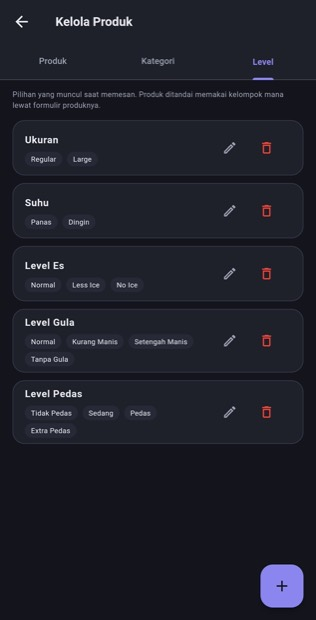 Kelola Produk
Produk Kategori Level
Pilihan yang muncul saat memesan. Produk ditandai memakai kelompok mana
lewat formulir produknya.
Ukuran
Regular Large
Suhu
Panas Dingin
Level Es
Normal Less Ice No Ice
Level Gula
Normal Kurang Manis Setengah Manis
Tanpa Gula
Level Pedas
Tidak Pedas Sedang Pedas
Extra Pedas